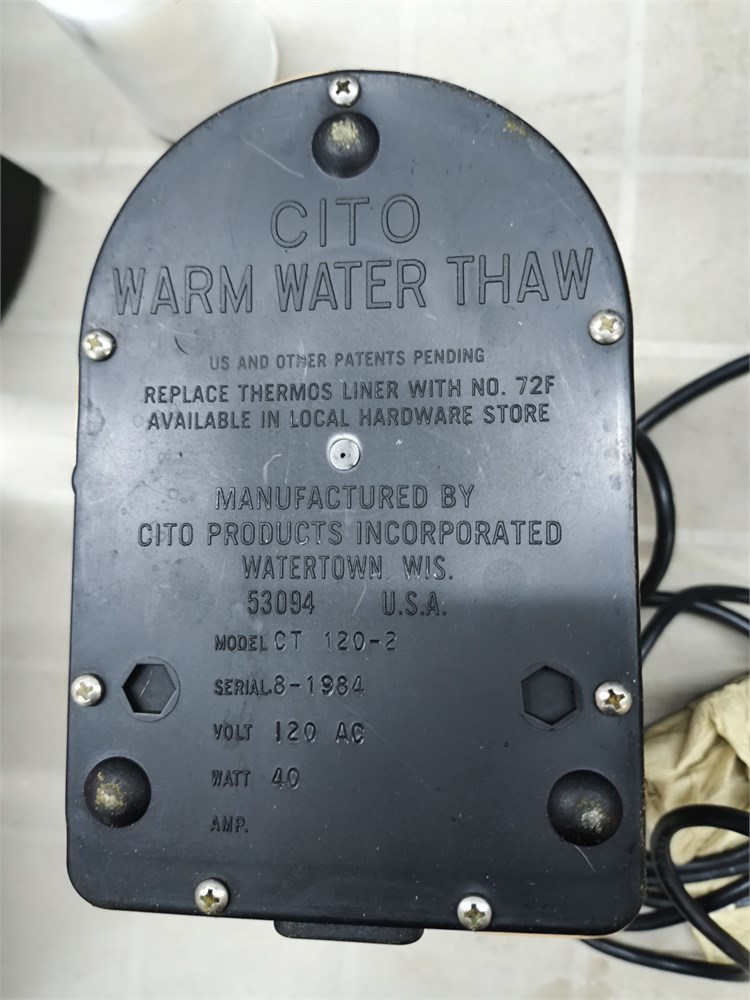 CITO
WARM WATER THAW
US AND OTHER PATENTS PENDING
REPLACE THERMOS LINER WITH NO. 72F
AVAILABLE IN LOCAL HARDWARE STORE
MANUFACTURED BY
CITO PRODUCTS INCORPORATED
WATERTOWN WIS.
53094 U.S.A.
MODEL CT 120-2
SERIAL 8-1984
VOLT 120 AC
WATT 40
AMP.